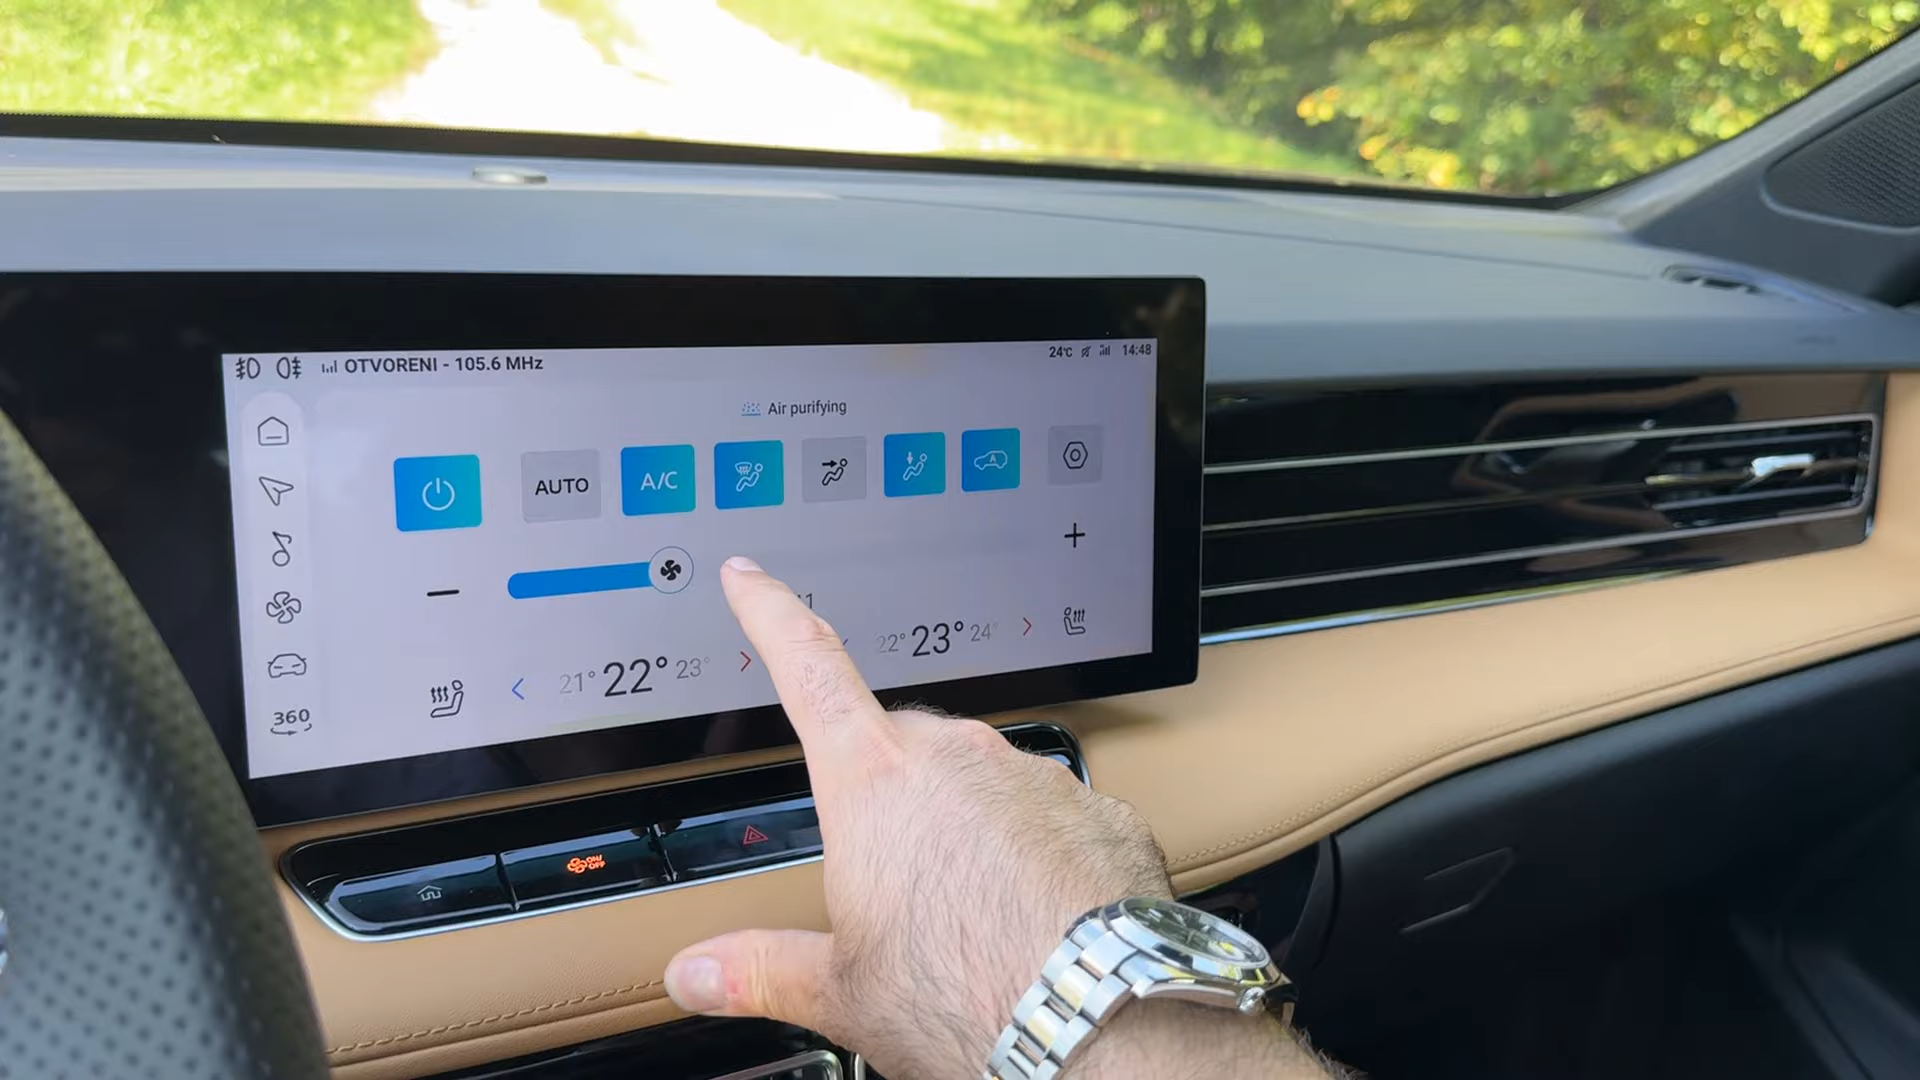 OTVORENI - 105.6 MHz
24°C 14:48
Air purifying
AUTO A/C A
− +
21° 22° 23° 22° 23° 24°
360
ON/OFF